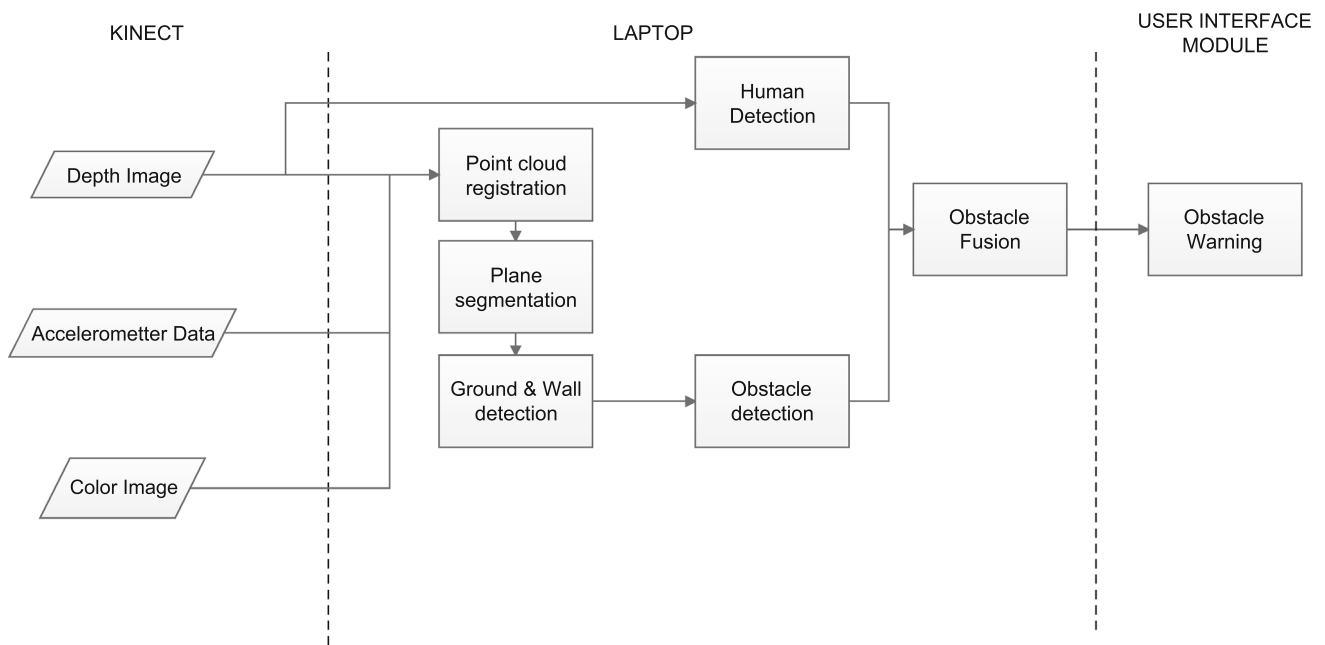 KINECT
LAPTOP
USER INTERFACE
MODULE
Human
Detection
Depth Image
Point cloud
registration
Obstacle
Fusion
Obstacle
Warning
Plane
segmentation
Accelerometter Data
Ground & Wall
detection
Obstacle
detection
Color Image